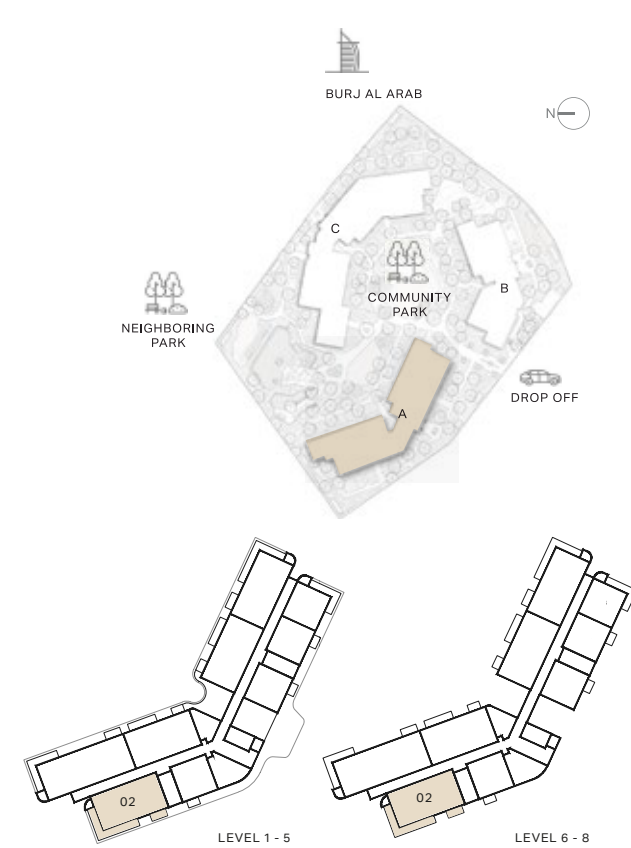 BURJ AL ARAB
N
C
COMMUNITY
PARK
B
NEIGHBORING
PARK
DROP OFF
A
02
LEVEL 1 - 5
02
LEVEL 6 - 8